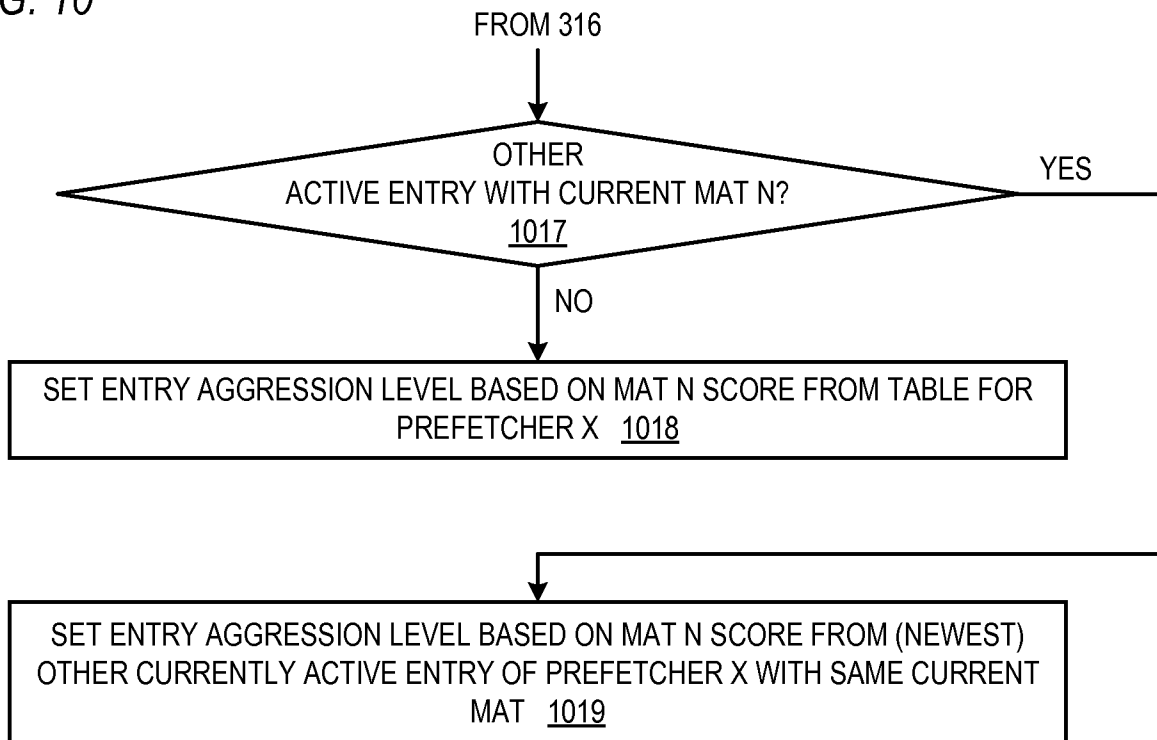 G. 10
FROM 316
OTHER
ACTIVE ENTRY WITH CURRENT MAT N?
1017
YES
NO
SET ENTRY AGGRESSION LEVEL BASED ON MAT N SCORE FROM TABLE FOR
PREFETCHER X 1018
SET ENTRY AGGRESSION LEVEL BASED ON MAT N SCORE FROM (NEWEST)
OTHER CURRENTLY ACTIVE ENTRY OF PREFETCHER X WITH SAME CURRENT
MAT 1019